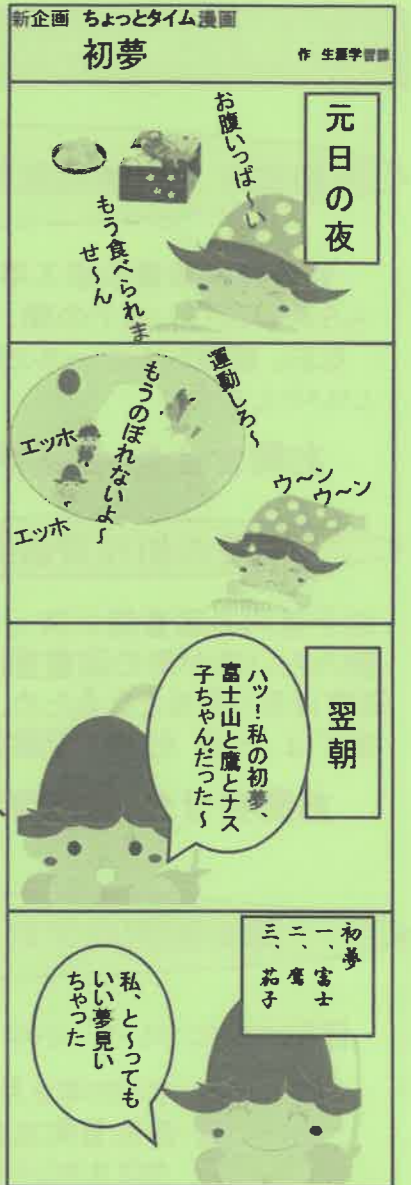 新企画 ちょっとタイム漫画
初夢
作 生涯学習課
元日の夜
お腹いっぱ～い
もう食べられま
せ～ん
運動しろ～
もうのぼれないよ～
エッホ
エッホ
ウ～ン
ウ～ン
翌朝
ハッ！私の初夢、
富士山と鷹とナス
子ちゃんだった～
初夢
一、富士
二、鷹
三、茄子
私、と～っても
いい夢見い
ちゃった